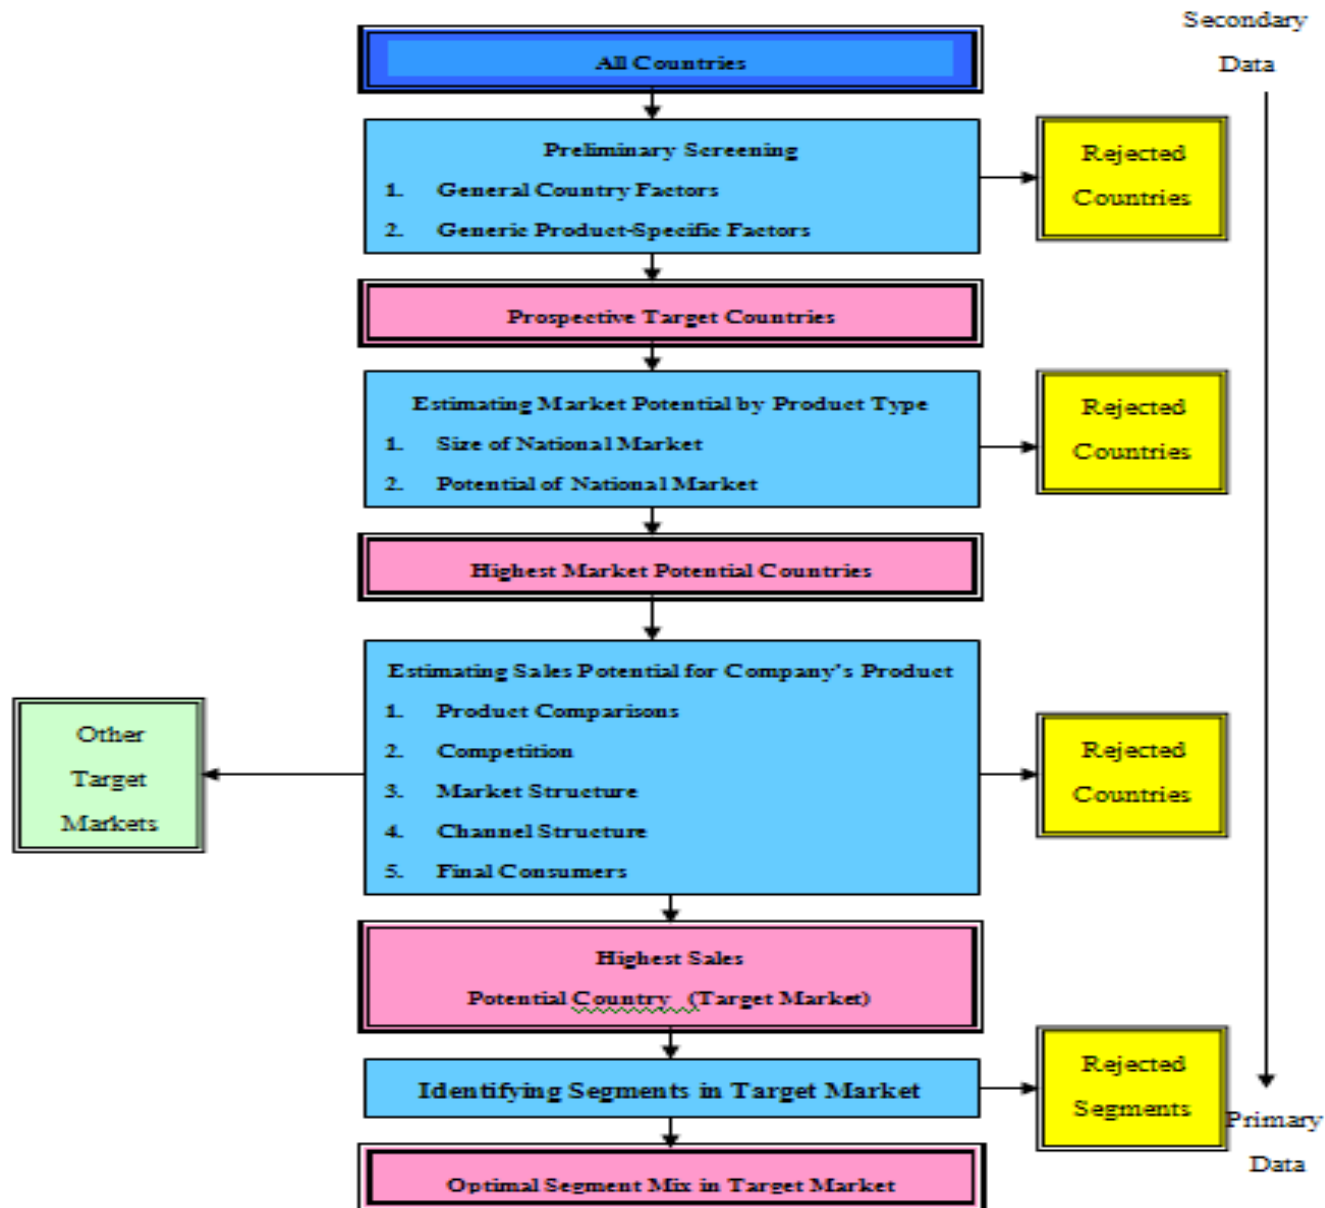 Secondary
Data
All Countries
Preliminary Screening
1. General Country Factors
2. Generic Product-Specific Factors
Rejected
Countries
Prospective Target Countries
Estimating Market Potential by Product Type
1. Size of National Market
2. Potential of National Market
Rejected
Countries
Highest Market Potential Countries
Estimating Sales Potential for Company's Product
1. Product Comparisons
2. Competition
3. Market Structure
4. Channel Structure
5. Final Consumers
Other
Target
Markets
Rejected
Countries
Highest Sales
Potential Country (Target Market)
Identifying Segments in Target Market
Rejected
Segments
Primary
Data
Optimal Segment Mix in Target Market